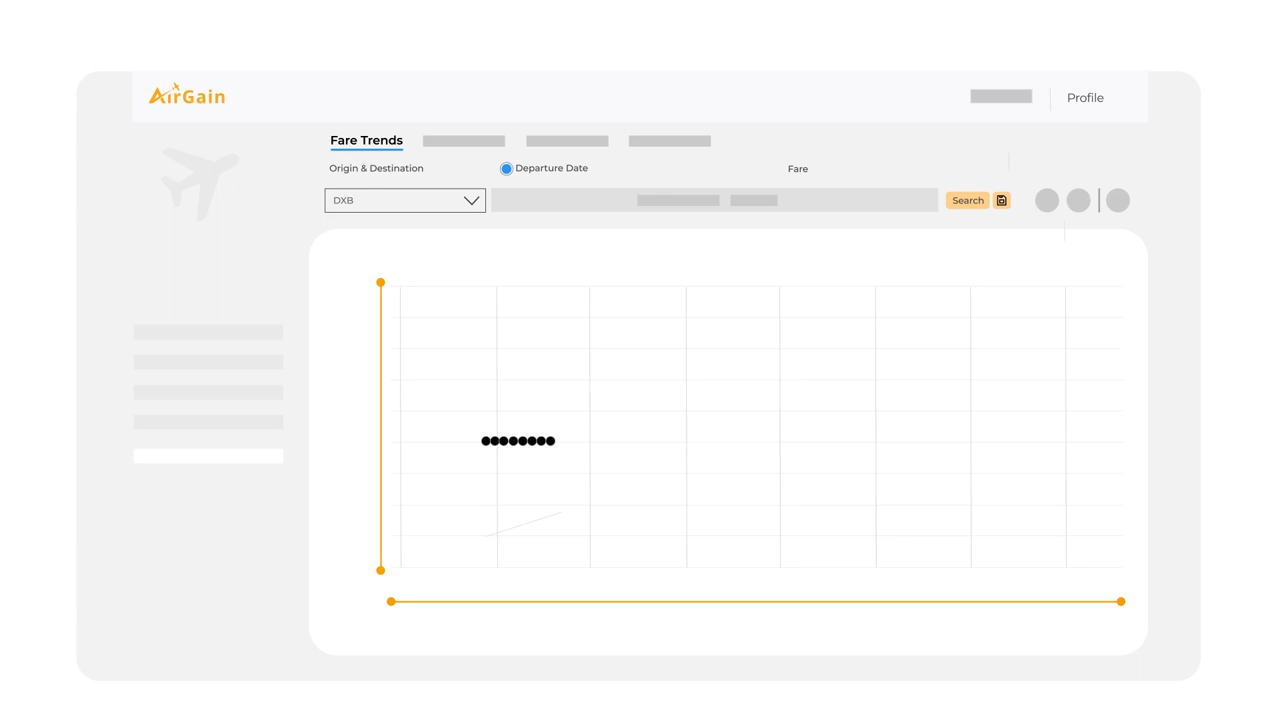 AirGain
Profile
Fare Trends
Origin & Destination
Departure Date
Fare
DXB
Search